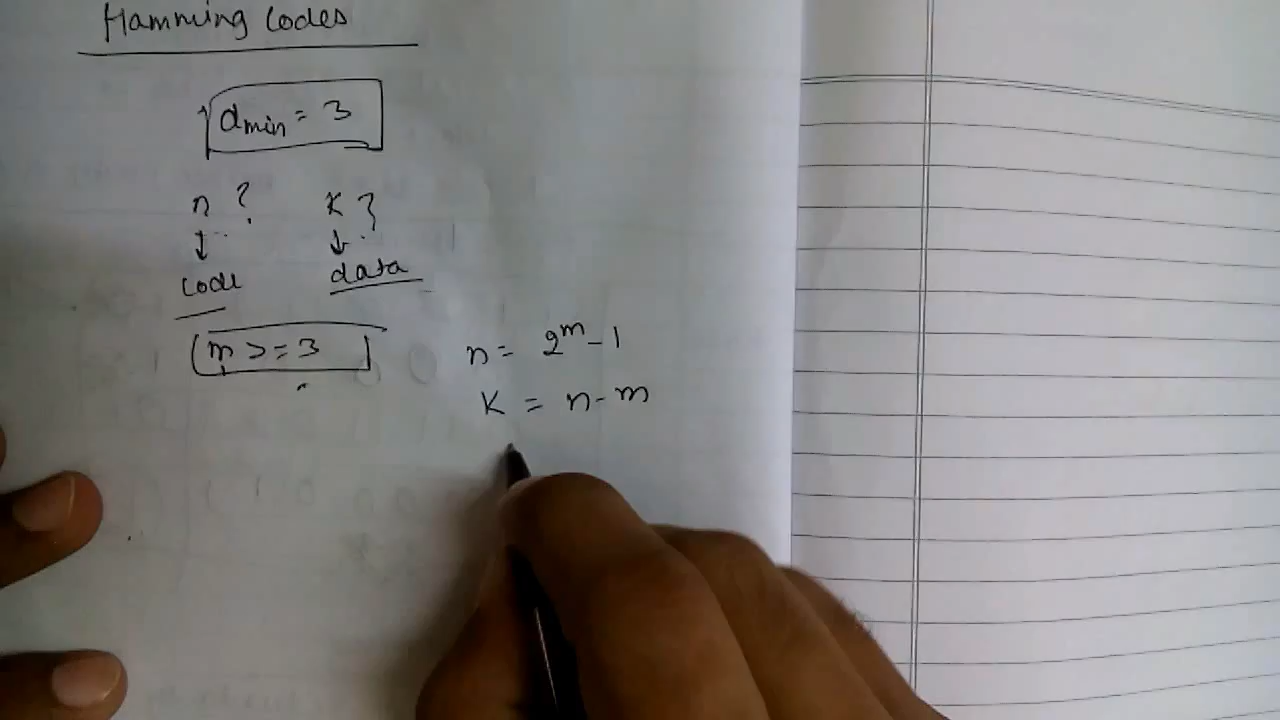 Hamming Codes
dmin = 3
n ? K ?
↓ ↓
code data
m >= 3
n = 2^m - 1
K = n - m